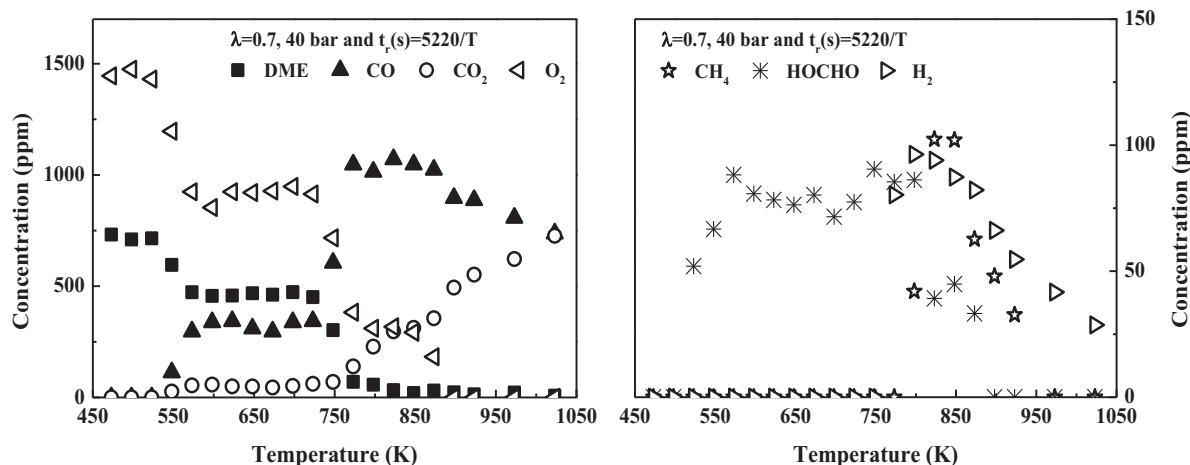 λ=0.7, 40 bar and tr(s)=5220/T
DME CO CO2 O2
1500
1000
500
0
Concentration (ppm)
450 550 650 750 850 950 1050
Temperature (K)
λ=0.7, 40 bar and tr(s)=5220/T
CH4 HOCHO H2
150
100
50
0
Concentration (ppm)
450 550 650 750 850 950 1050
Temperature (K)